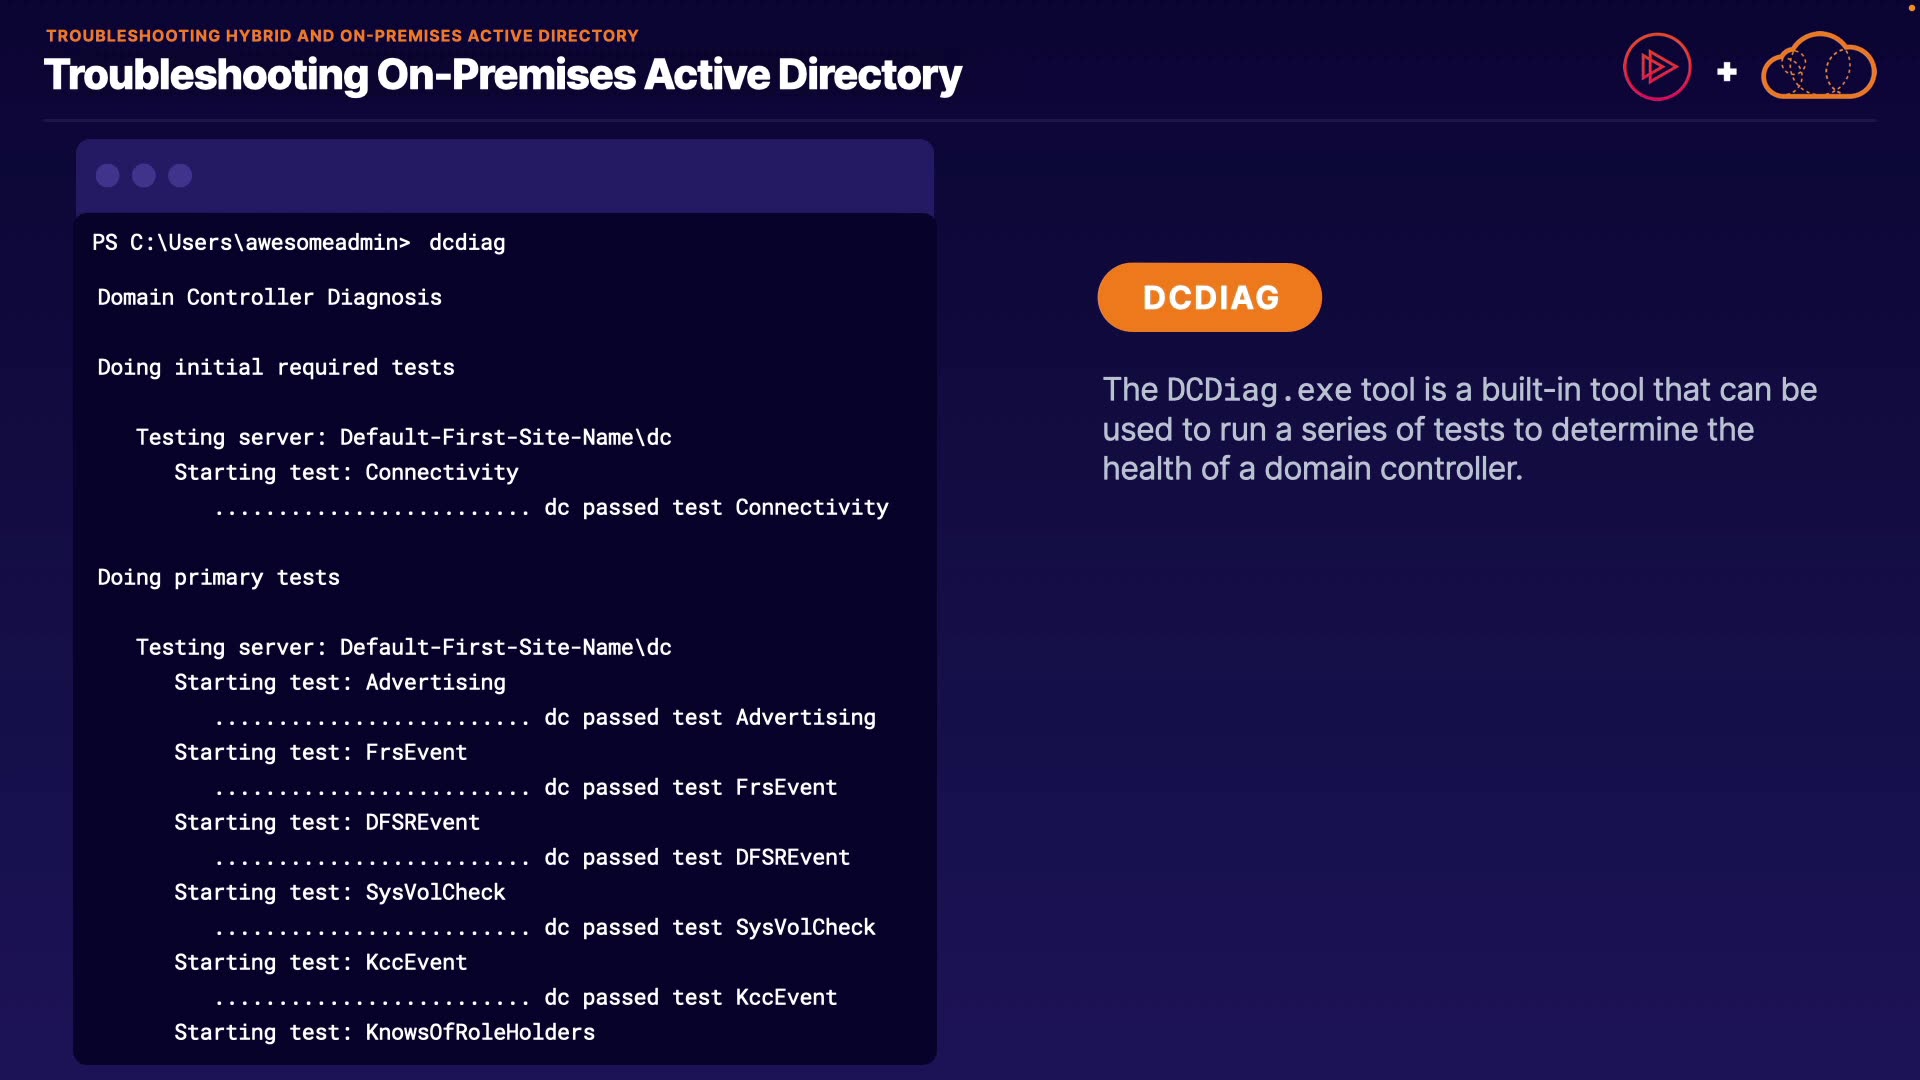 TROUBLESHOOTING HYBRID AND ON-PREMISES ACTIVE DIRECTORY
Troubleshooting On-Premises Active Directory
+
PS C:\Users\awesomeadmin> dcdiag
Domain Controller Diagnosis
Doing initial required tests
Testing server: Default-First-Site-Name\dc
Starting test: Connectivity
......................... dc passed test Connectivity
Doing primary tests
Testing server: Default-First-Site-Name\dc
Starting test: Advertising
......................... dc passed test Advertising
Starting test: FrsEvent
......................... dc passed test FrsEvent
Starting test: DFSREvent
......................... dc passed test DFSREvent
Starting test: SysVolCheck
......................... dc passed test SysVolCheck
Starting test: KccEvent
......................... dc passed test KccEvent
Starting test: KnowsOfRoleHolders
DCDIAG
The DCDiag.exe tool is a built-in tool that can be
used to run a series of tests to determine the
health of a domain controller.